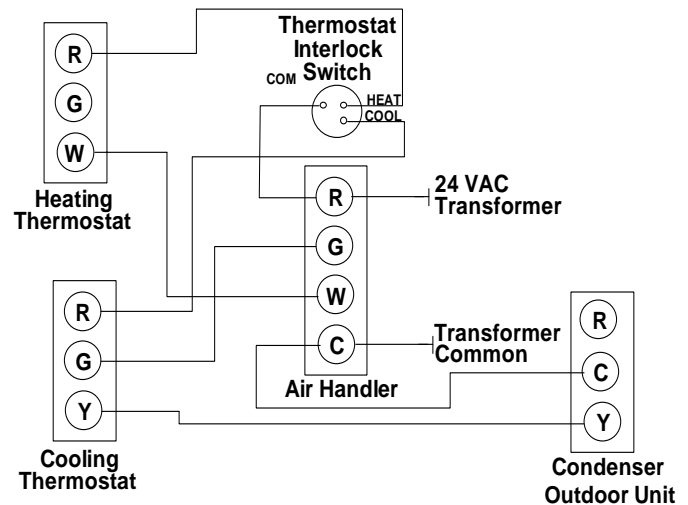 Thermostat
Interlock
COM Switch
HEAT
COOL
R
G
W
Heating
Thermostat
R
G
W
C
Air Handler
24 VAC
Transformer
Transformer
Common
R
G
Y
Cooling
Thermostat
R
C
Y
Condenser
Outdoor Unit